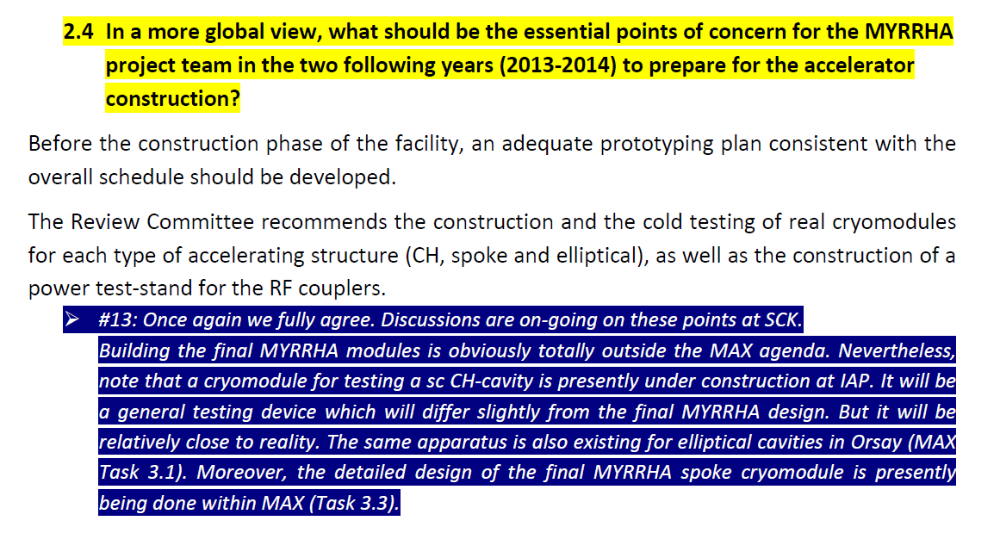 2.4 In a more global view, what should be the essential points of concern for the MYRRHA
project team in the two following years (2013-2014) to prepare for the accelerator
construction?
Before the construction phase of the facility, an adequate prototyping plan consistent with the
overall schedule should be developed.
The Review Committee recommends the construction and the cold testing of real cryomodules
for each type of accelerating structure (CH, spoke and elliptical), as well as the construction of a
power test-stand for the RF couplers.
➢ #13: Once again we fully agree. Discussions are on-going on these points at SCK.
Building the final MYRRHA modules is obviously totally outside the MAX agenda. Nevertheless,
note that a cryomodule for testing a sc CH-cavity is presently under construction at IAP. It will be
a general testing device which will differ slightly from the final MYRRHA design. But it will be
relatively close to reality. The same apparatus is also existing for elliptical cavities in Orsay (MAX
Task 3.1). Moreover, the detailed design of the final MYRRHA spoke cryomodule is presently
being done within MAX (Task 3.3).